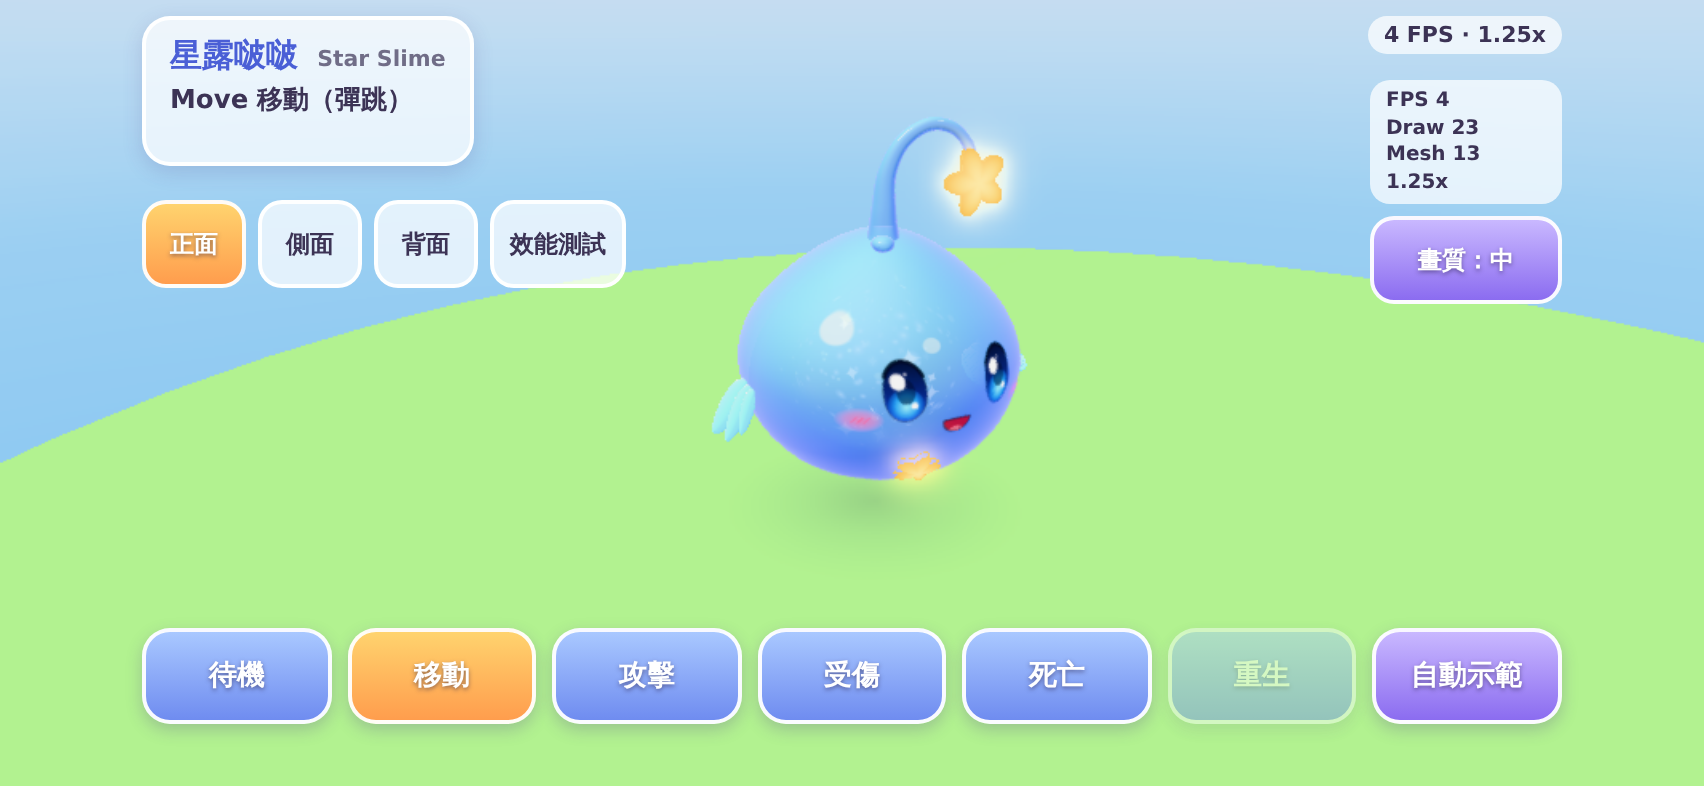 星露啵啵 Star Slime
Move 移動（彈跳）
4 FPS · 1.25x
FPS 4
Draw 23
Mesh 13
1.25x
正面
側面
背面
效能測試
畫質：中
待機
移動
攻擊
受傷
死亡
重生
自動示範